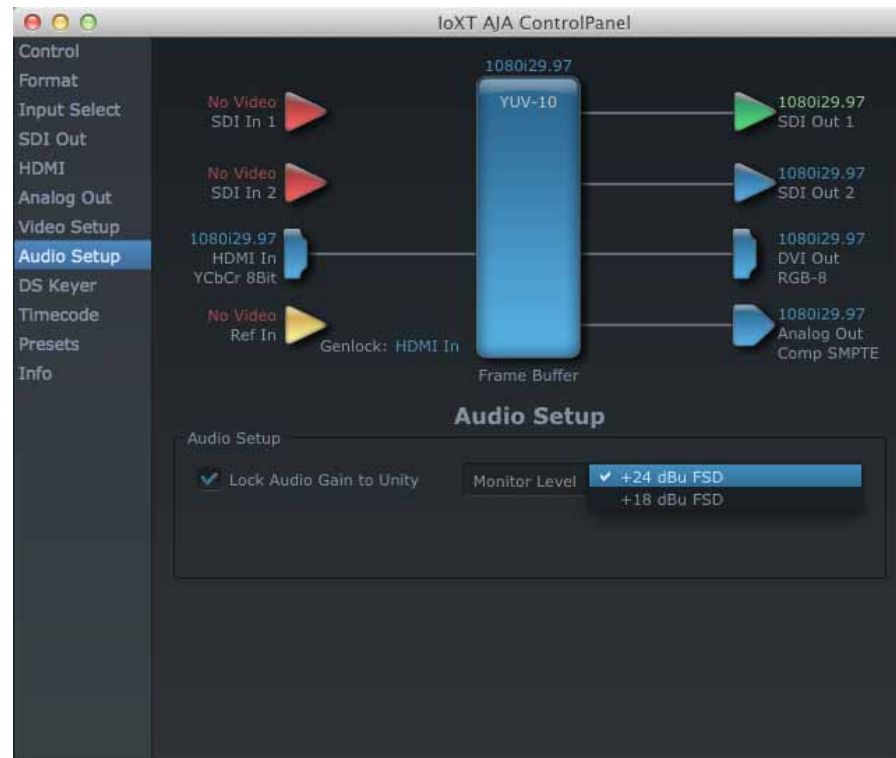 IoXT AJA ControlPanel
Control
Format
Input Select
SDI Out
HDMI
Analog Out
Video Setup
Audio Setup
DS Keyer
Timecode
Presets
Info
1080i29.97
YUV-10
Frame Buffer
No Video
SDI In 1
No Video
SDI In 2
1080i29.97
HDMI In
YCbCr 8Bit
No Video
Ref In
Genlock: HDMI In
1080i29.97
SDI Out 1
1080i29.97
SDI Out 2
1080i29.97
DVI Out
RGB-8
1080i29.97
Analog Out
Comp SMPTE
Audio Setup
Audio Setup
Lock Audio Gain to Unity
Monitor Level
+24 dBu FSD
+18 dBu FSD